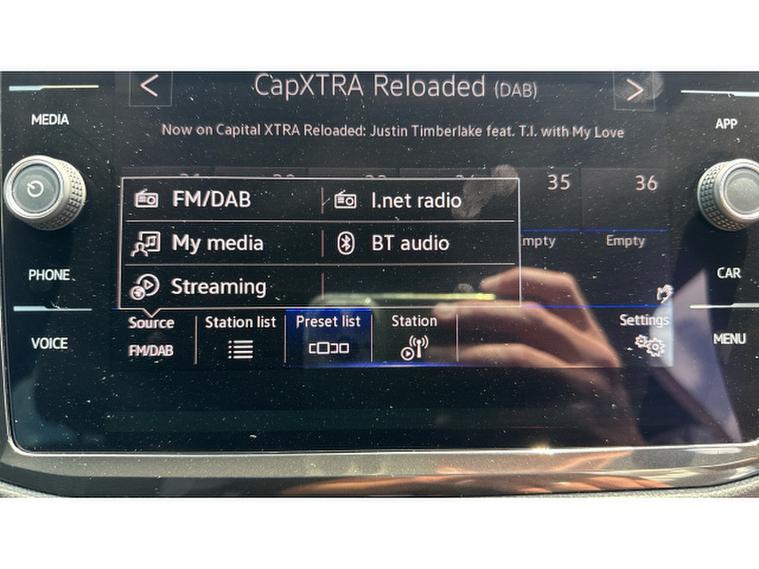 CapXTRA Reloaded (DAB)
Now on Capital XTRA Reloaded: Justin Timberlake feat. T.I. with My Love
MEDIA
PHONE
VOICE
APP
CAR
MENU
35 36
FM/DAB I.net radio
My media BT audio
Streaming
Empty
Source Station list Preset list Station Settings
FM/DAB